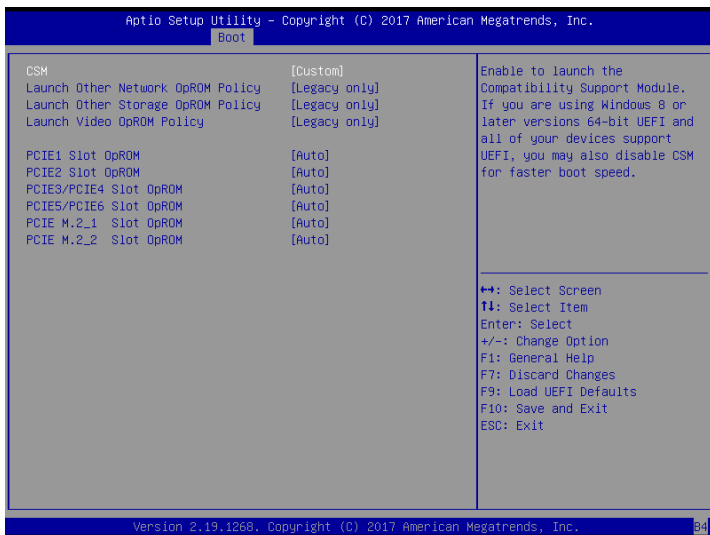 Aptio Setup Utility – Copyright (C) 2017 American Megatrends, Inc.
Boot
CSM [Custom]
Launch Other Network OpROM Policy [Legacy only]
Launch Other Storage OpROM Policy [Legacy only]
Launch Video OpROM Policy [Legacy only]
PCIE1 Slot OpROM [Auto]
PCIE2 Slot OpROM [Auto]
PCIE3/PCIE4 Slot OpROM [Auto]
PCIE5/PCIE6 Slot OpROM [Auto]
PCIE M.2_1 Slot OpROM [Auto]
PCIE M.2_2 Slot OpROM [Auto]
Enable to launch the
Compatibility Support Module.
If you are using Windows 8 or
later versions 64-bit UEFI and
all of your devices support
UEFI, you may also disable CSM
for faster boot speed.
↔: Select Screen
↑↓: Select Item
Enter: Select
+/-: Change Option
F1: General Help
F7: Discard Changes
F9: Load UEFI Defaults
F10: Save and Exit
ESC: Exit
Version 2.19.1268. Copyright (C) 2017 American Megatrends, Inc.
B4